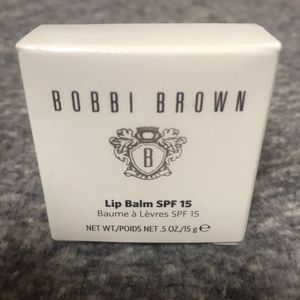 BOBBI BROWN
B
Lip Balm SPF 15
Baume à Lèvres SPF 15
NET WT./POIDS NET .5 OZ./15 g ℮